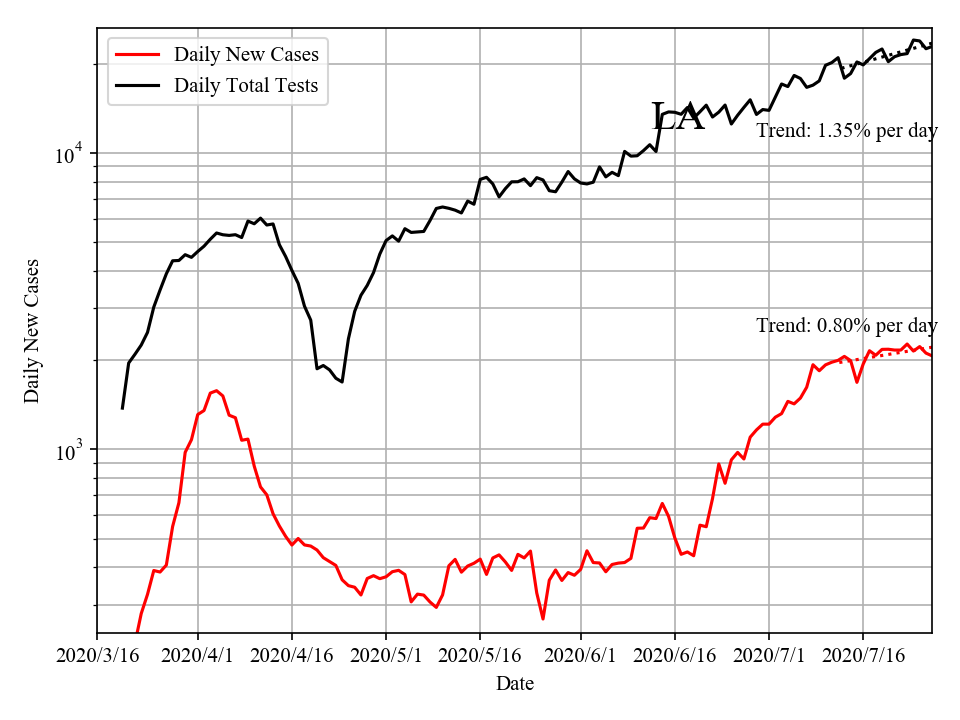 Daily New Cases
Daily Total Tests
LA
Trend: 1.35% per day
Trend: 0.80% per day
10^4
10^3
Daily New Cases
2020/3/16 2020/4/1 2020/4/16 2020/5/1 2020/5/16 2020/6/1 2020/6/16 2020/7/1 2020/7/16
Date